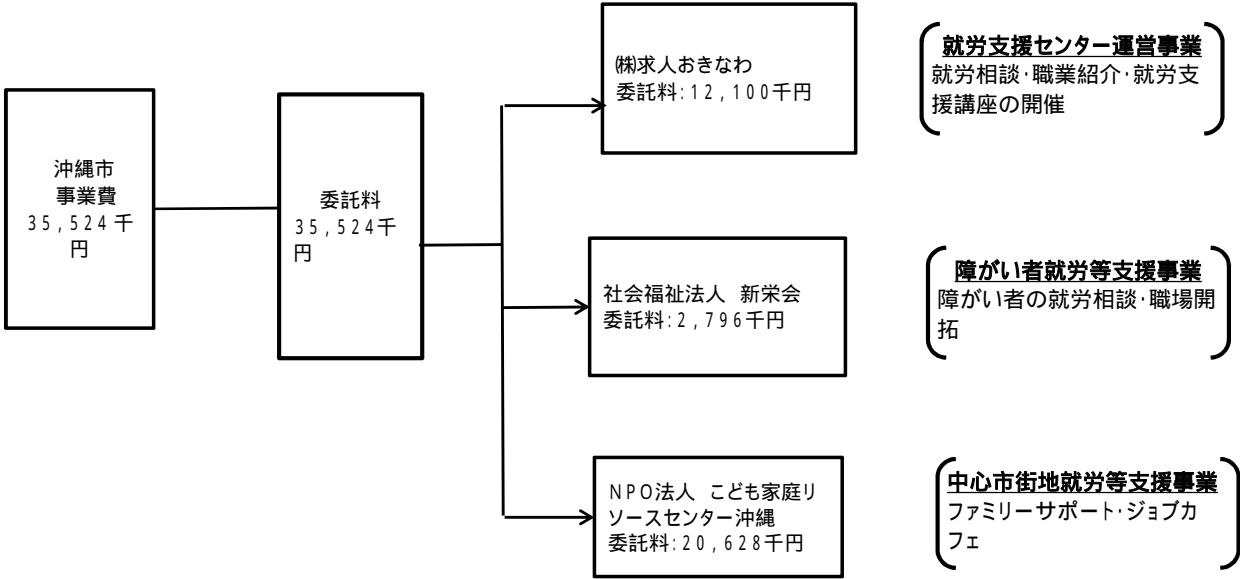 沖縄市
事業費
35,524千
円
委託料
35,524千
円
㈱求人おきなわ
委託料:12,100千円
就労支援センター運営事業
就労相談・職業紹介・就労支
援講座の開催
社会福祉法人 新栄会
委託料:2,796千円
障がい者就労等支援事業
障がい者の就労相談・職場開
拓
NPO法人 こども家庭リ
ソースセンター沖縄
委託料:20,628千円
中心市街地就労等支援事業
ファミリーサポート・ジョブカ
フェ